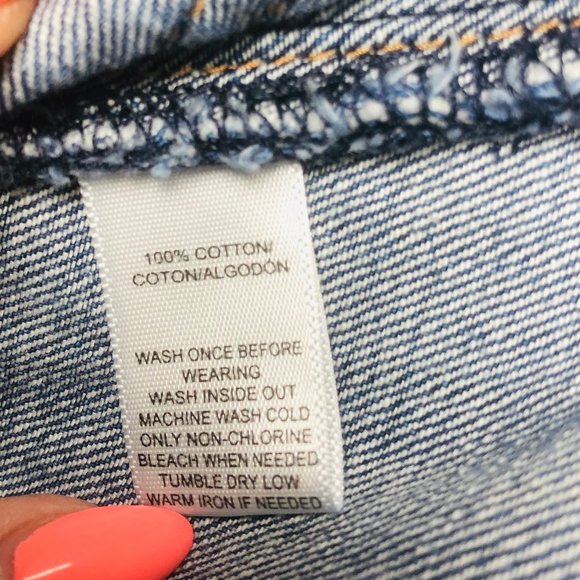 100% COTTON/
COTON/ALGODÓN
WASH ONCE BEFORE
WEARING
WASH INSIDE OUT
MACHINE WASH COLD
ONLY NON-CHLORINE
BLEACH WHEN NEEDED
TUMBLE DRY LOW
WARM IRON IF NEEDED